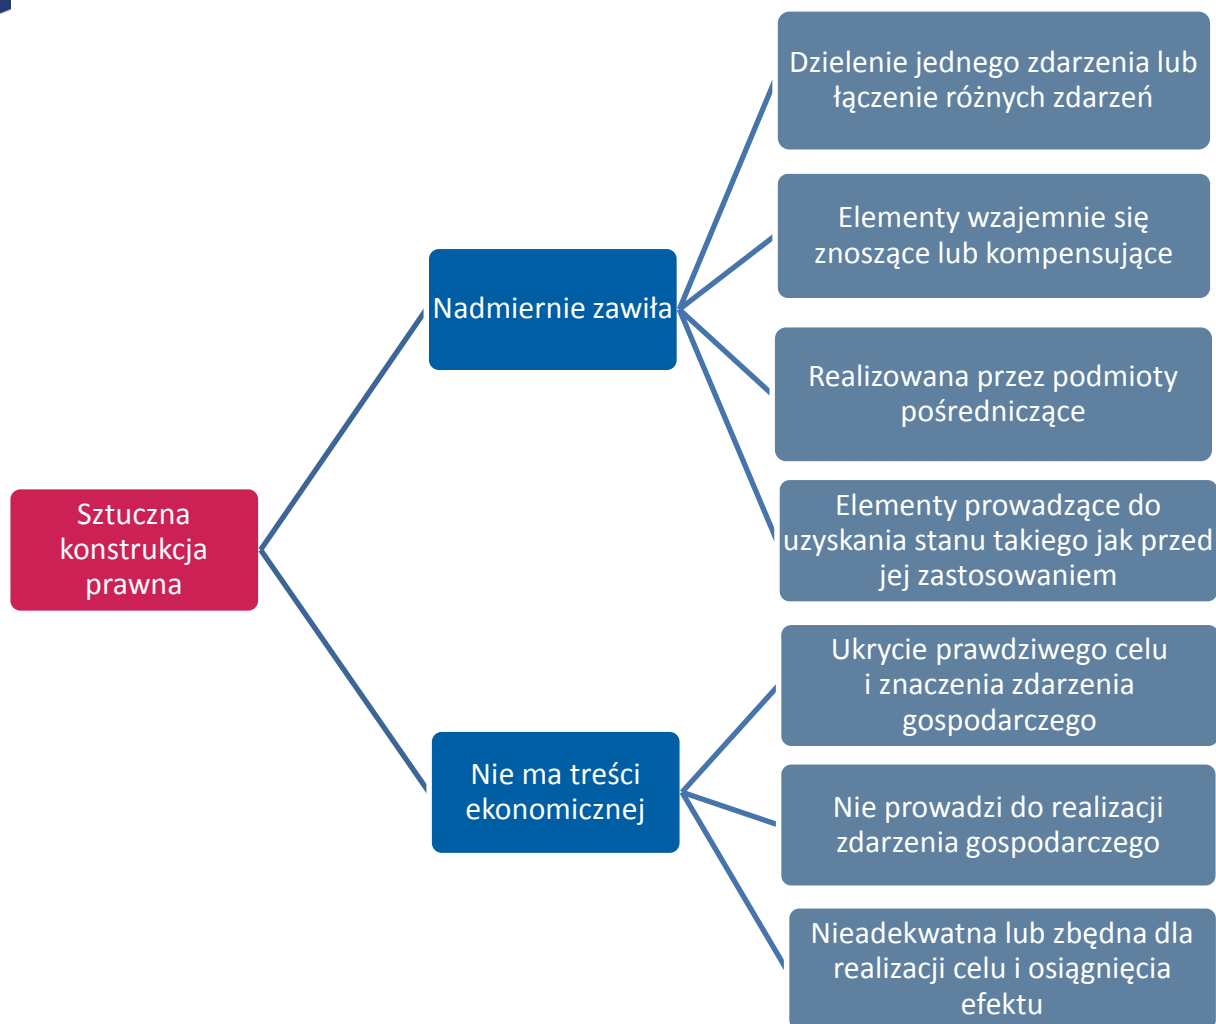 Sztuczna
konstrukcja
prawna
Nadmiernie zawiła
Dzielenie jednego zdarzenia lub
łączenie różnych zdarzeń
Elementy wzajemnie się
znoszące lub kompensujące
Realizowana przez podmioty
pośredniczące
Elementy prowadzące do
uzyskania stanu takiego jak przed
jej zastosowaniem
Nie ma treści
ekonomicznej
Ukrycie prawdziwego celu
i znaczenia zdarzenia
gospodarczego
Nie prowadzi do realizacji
zdarzenia gospodarczego
Nieadekwatna lub zbędna dla
realizacji celu i osiągnięcia
efektu